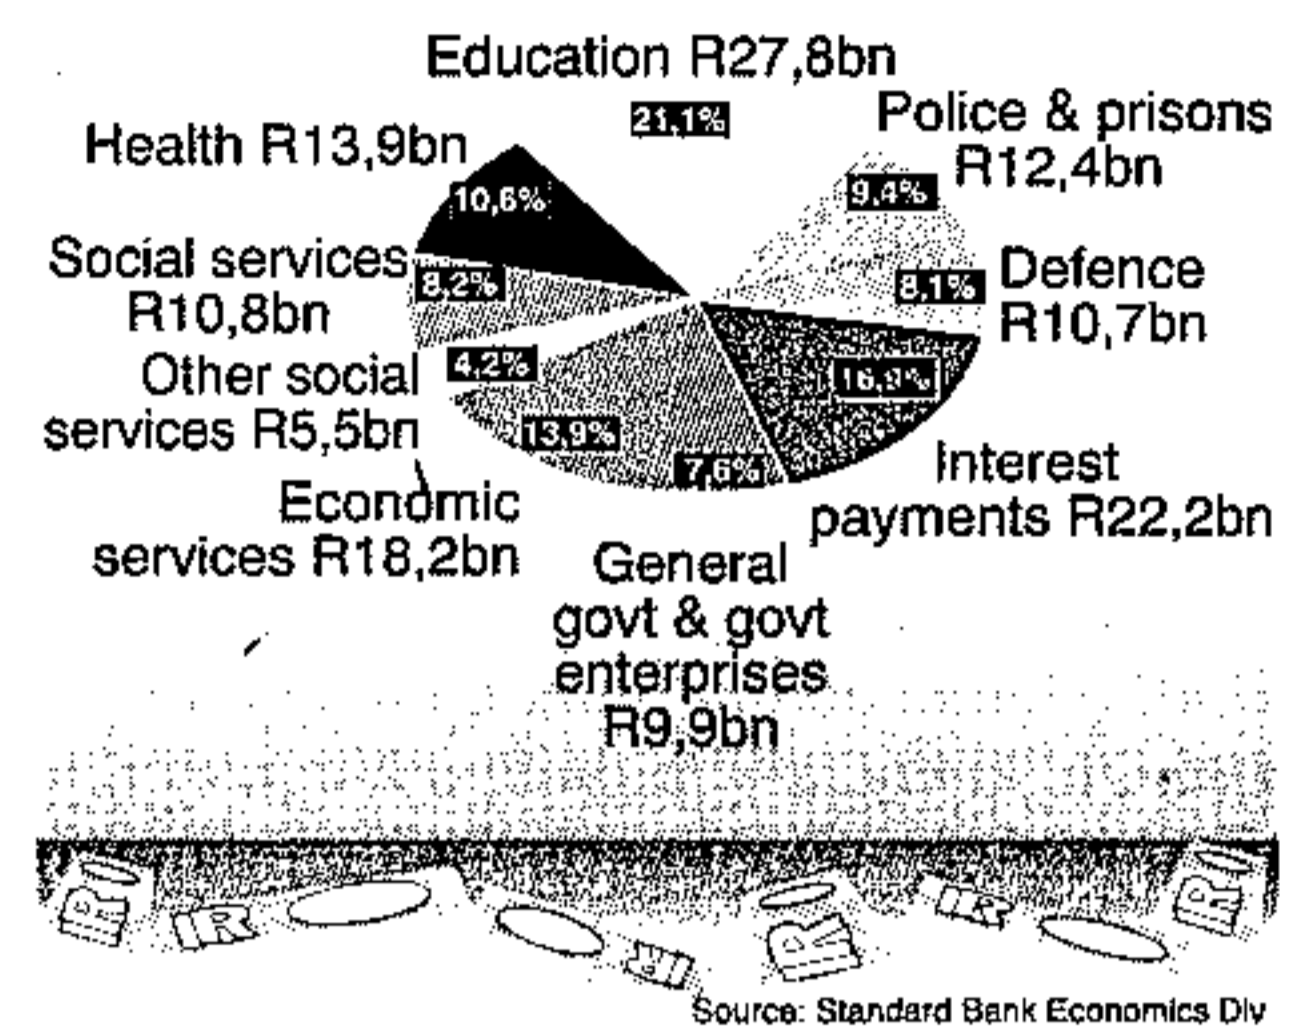 Education R27,8bn
21,1%
Police & prisons
R12,4bn
9,4%
Health R13,9bn
10,6%
Social services
R10,8bn
8,2%
Defence
R10,7bn
8,1%
Other social
services R5,5bn
4,2%
16,9%
Economic
services R18,2bn
13,9%
7,6%
Interest
payments R22,2bn
General
govt & govt
enterprises
R9,9bn
R
IR
IR
R
IR
R
Source: Standard Bank Economics Div